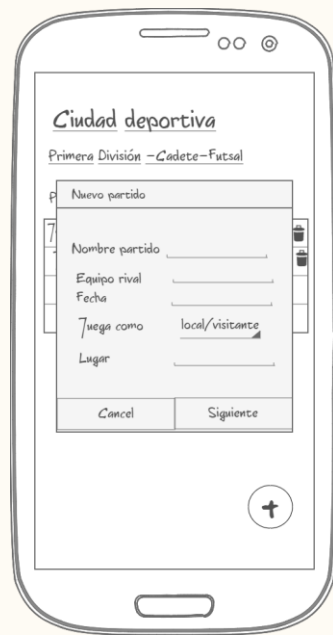 Ciudad deportiva
Primera División -Cadete-Futsal
Nuevo partido
Nombre partido
Equipo rival
Fecha
Juega como local/visitante
Lugar
Cancel Siguiente
+